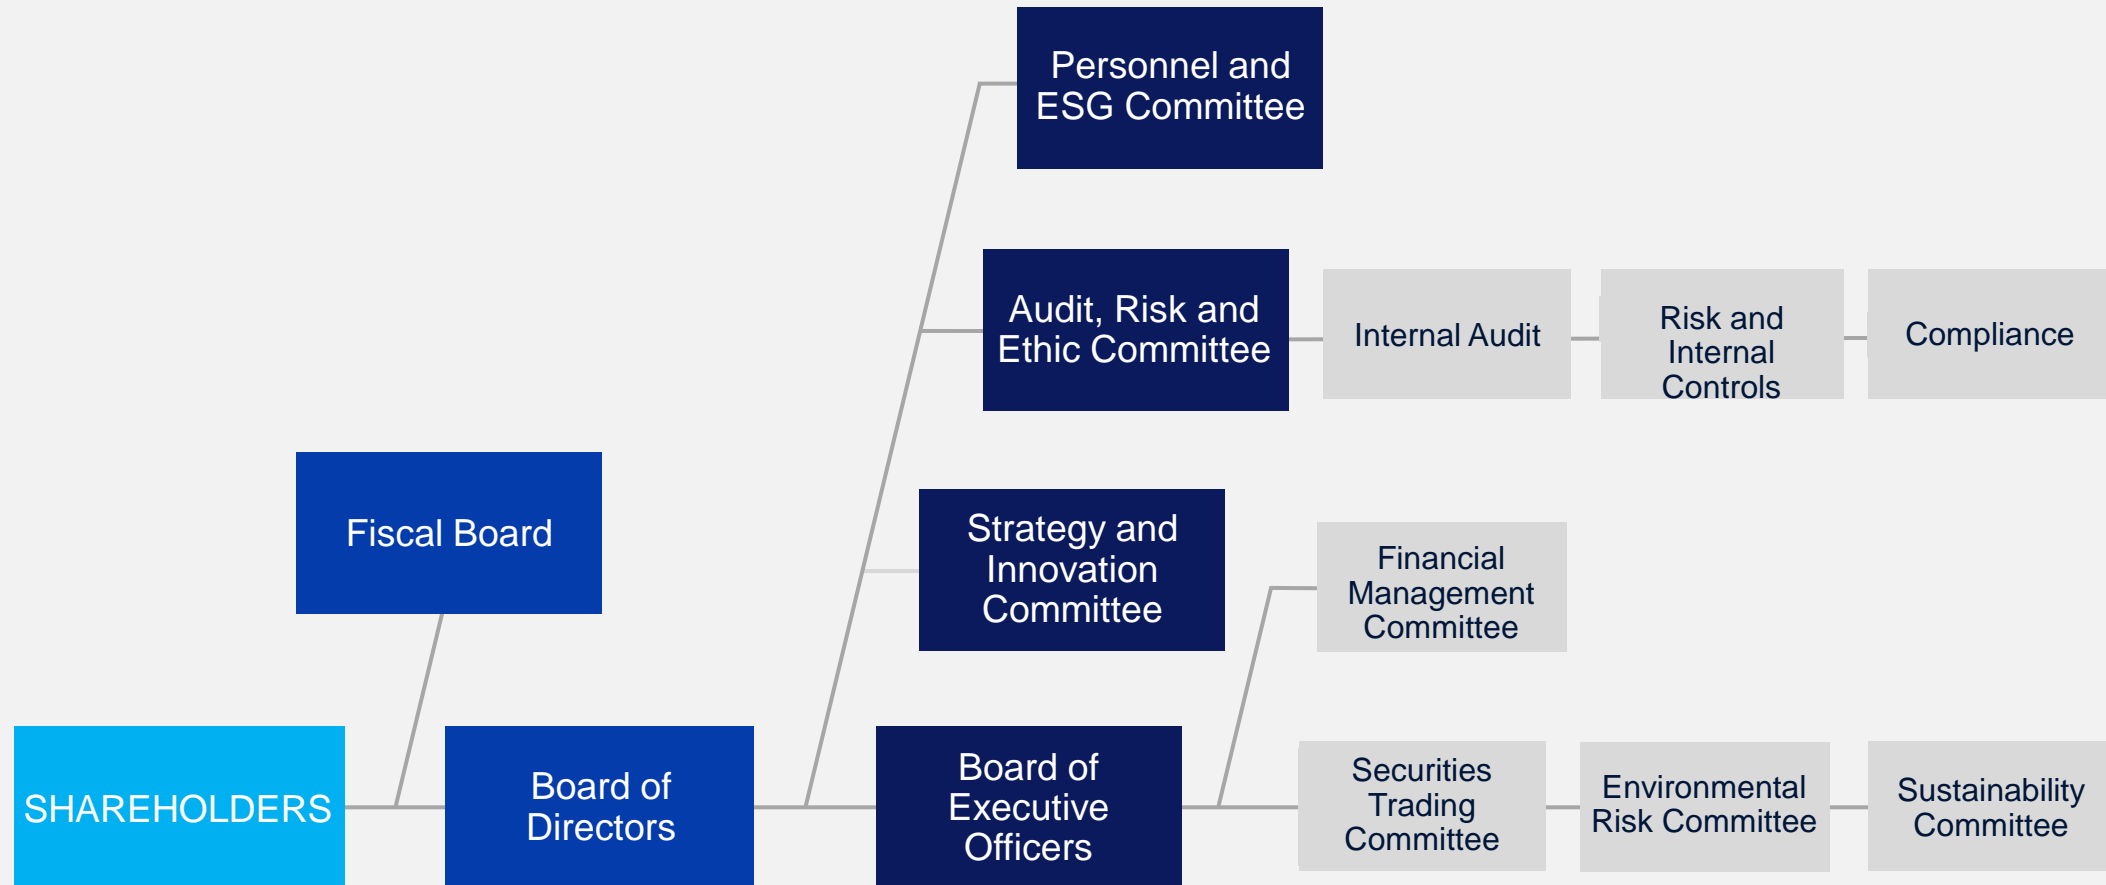 Personnel and
ESG Committee
Audit, Risk and
Ethic Committee
Internal Audit
Risk and
Internal
Controls
Compliance
Fiscal Board
Strategy and
Innovation
Committee
Financial
Management
Committee
SHAREHOLDERS
Board of
Directors
Board of
Executive
Officers
Securities
Trading
Committee
Environmental
Risk Committee
Sustainability
Committee